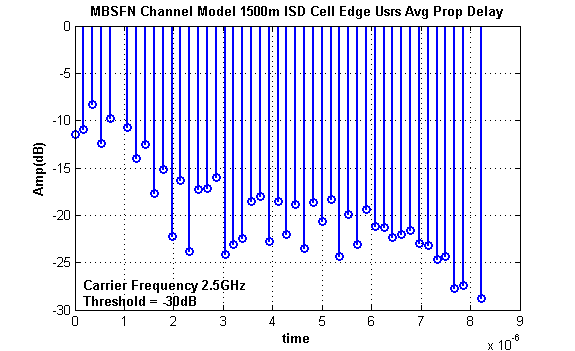 MBSFN Channel Model 1500m ISD Cell Edge Usrs Avg Prop Delay
0
-5
-10
-15
-20
-25
-30
Amp(dB)
Carrier Frequency 2.5GHz
Threshold = -30dB
0 1 2 3 4 5 6 7 8 9
time
x 10^-6